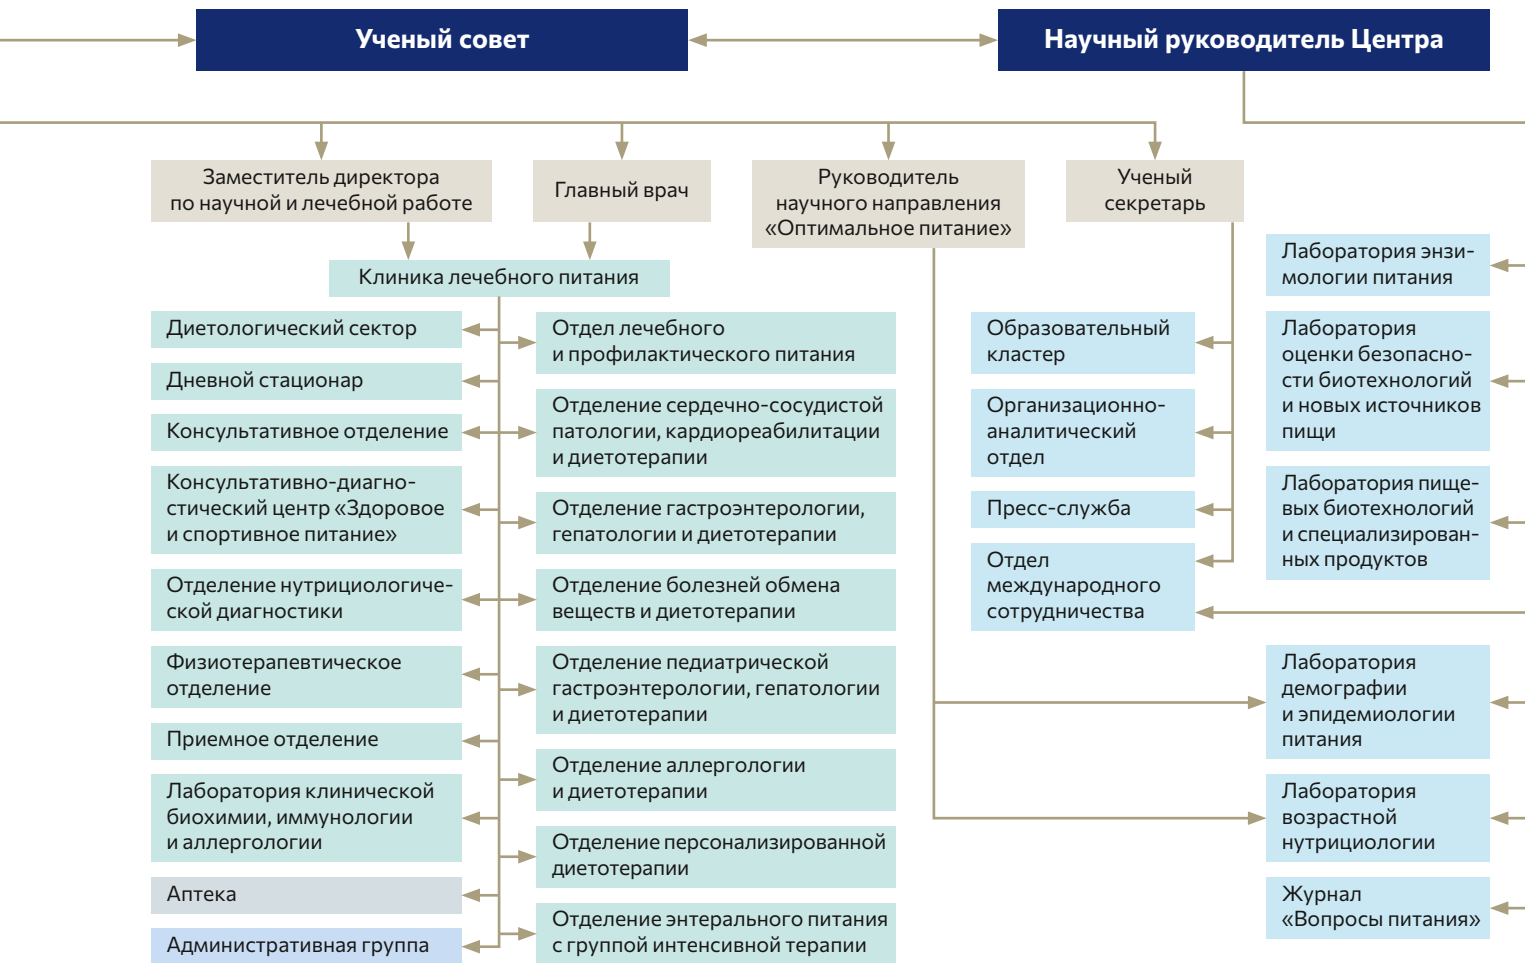 Ученый совет
Научный руководитель Центра
Заместитель директора
по научной и лечебной работе
Главный врач
Руководитель
научного направления
«Оптимальное питание»
Ученый
секретарь
Клиника лечебного питания
Диетологический сектор
Дневной стационар
Консультативное отделение
Консультативно-диагно-
стический центр «Здоровое
и спортивное питание»
Отделение нутрициологиче-
ской диагностики
Физиотерапевтическое
отделение
Приемное отделение
Лаборатория клинической
биохимии, иммунологии
и аллергологии
Аптека
Административная группа
Отдел лечебного
и профилактического питания
Отделение сердечно-сосудистой
патологии, кардиореабилитации
и диетотерапии
Отделение гастроэнтерологии,
гепатологии и диетотерапии
Отделение болезней обмена
веществ и диетотерапии
Отделение педиатрической
гастроэнтерологии, гепатологии
и диетотерапии
Отделение аллергологии
и диетотерапии
Отделение персонализированной
диетотерапии
Отделение энтерального питания
с группой интенсивной терапии
Образовательный
кластер
Организационно-
аналитический
отдел
Пресс-служба
Отдел
международного
сотрудничества
Лаборатория энзи-
мологии питания
Лаборатория
оценки безопасно-
сти биотехнологий
и новых источников
пищи
Лаборатория пище-
вых биотехнологий
и специализирован-
ных продуктов
Лаборатория
демографии
и эпидемиологии
питания
Лаборатория
возрастной
нутрициологии
Журнал
«Вопросы питания»